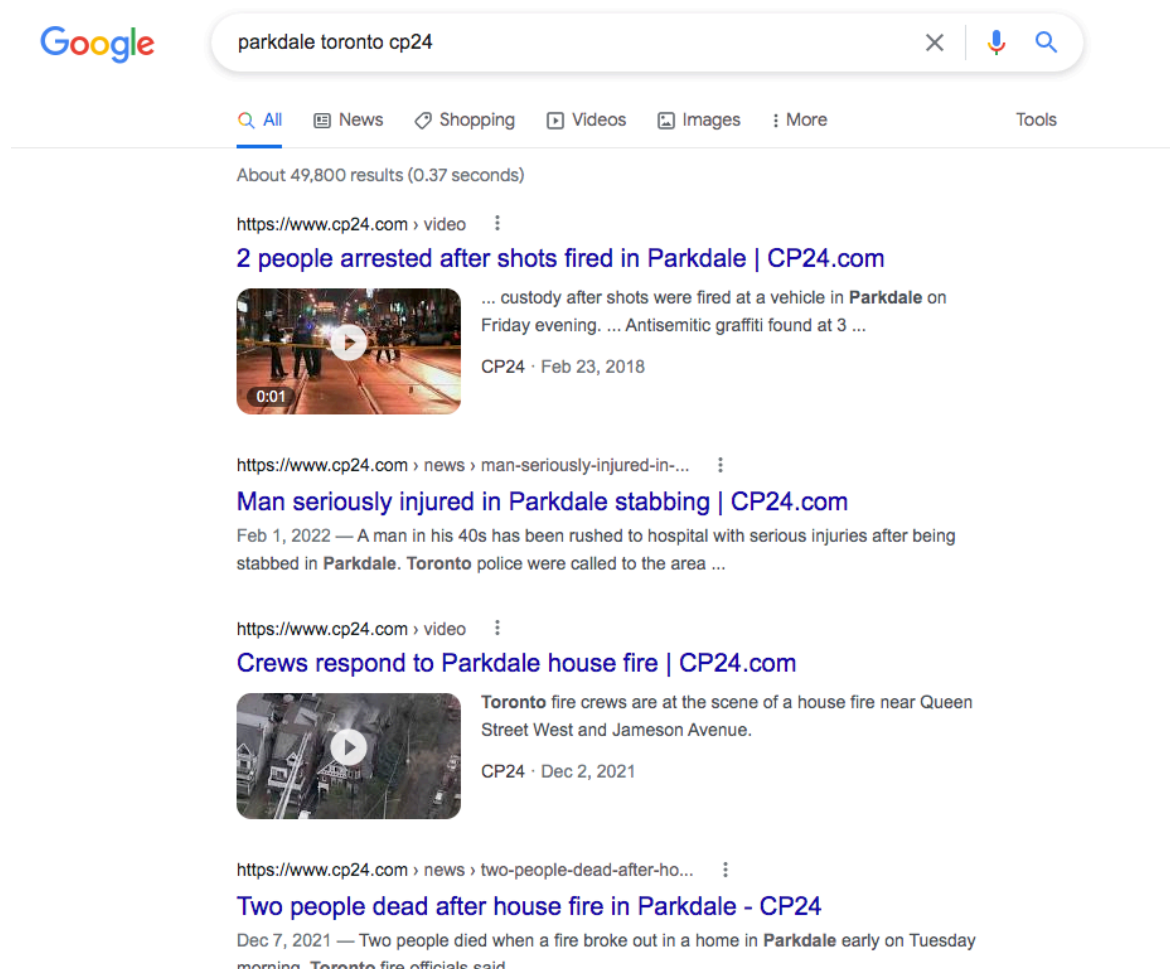 Google
parkdale toronto cp24
All News Shopping Videos Images More Tools
About 49,800 results (0.37 seconds)
https://www.cp24.com › video
2 people arrested after shots fired in Parkdale | CP24.com
0:01
... custody after shots were fired at a vehicle in Parkdale on
Friday evening. ... Antisemitic graffiti found at 3 ...
CP24 · Feb 23, 2018
https://www.cp24.com › news › man-seriously-injured-in-...
Man seriously injured in Parkdale stabbing | CP24.com
Feb 1, 2022 — A man in his 40s has been rushed to hospital with serious injuries after being
stabbed in Parkdale. Toronto police were called to the area ...
https://www.cp24.com › video
Crews respond to Parkdale house fire | CP24.com
Toronto fire crews are at the scene of a house fire near Queen
Street West and Jameson Avenue.
CP24 · Dec 2, 2021
https://www.cp24.com › news › two-people-dead-after-ho...
Two people dead after house fire in Parkdale - CP24
Dec 7, 2021 — Two people died when a fire broke out in a home in Parkdale early on Tuesday
morning, Toronto fire officials said